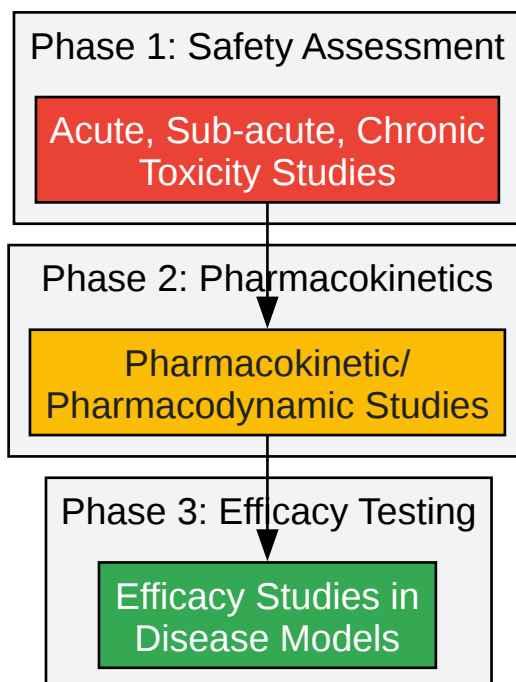 Phase 1: Safety Assessment
Acute, Sub-acute, Chronic
Toxicity Studies
Phase 2: Pharmacokinetics
Pharmacokinetic/
Pharmacodynamic Studies
Phase 3: Efficacy Testing
Efficacy Studies in
Disease Models